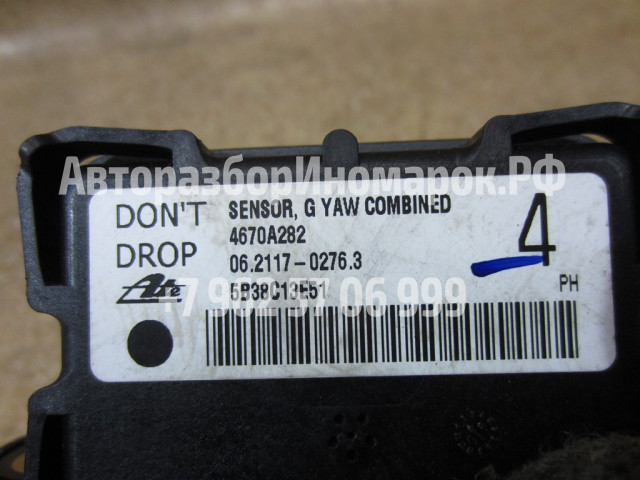 АвторазборИномарок.РФ
DON'T
DROP
SENSOR, G YAW COMBINED
4670A282
06.2117-0276.3
5B38C13E51
4
PH
Ate
+7 902 57 06 999